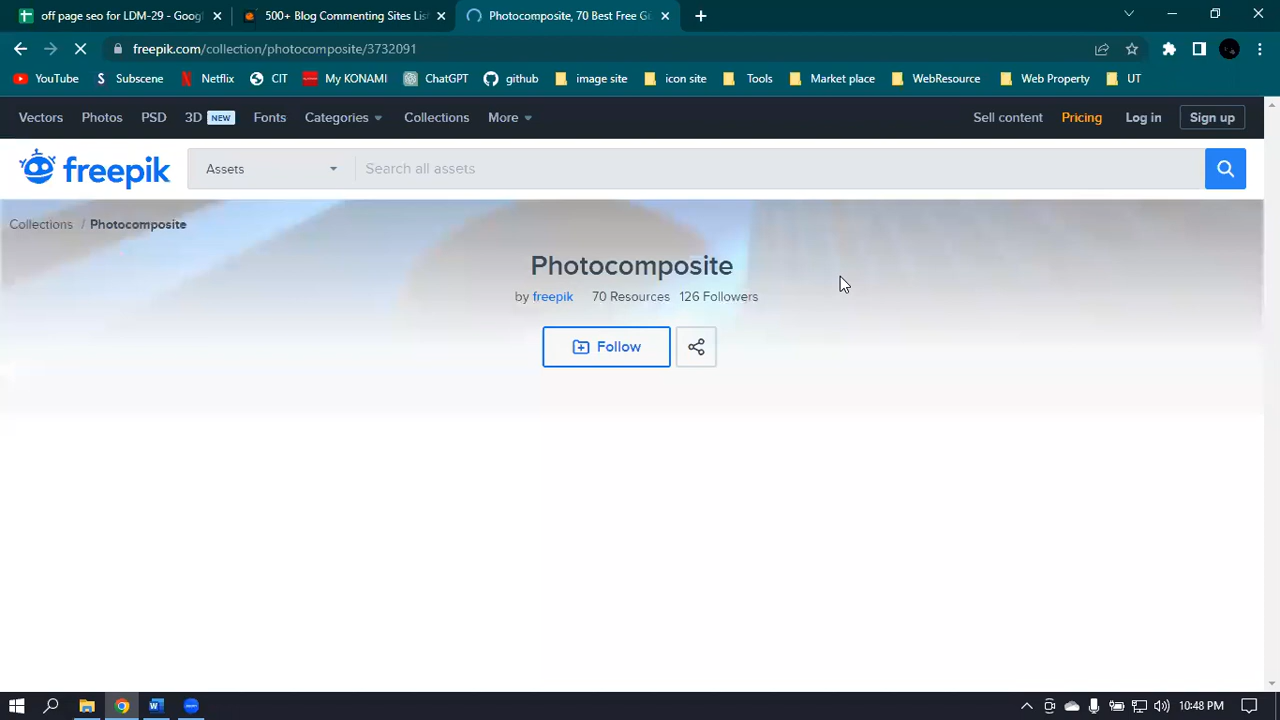 off page seo for LDM-29 - Googl
500+ Blog Commenting Sites Lis
Photocomposite, 70 Best Free Gr
freepik.com/collection/photocomposite/3732091
YouTube Subscene Netflix CIT My KONAMI ChatGPT github image site icon site Tools Market place WebResource Web Property UT
Vectors Photos PSD 3D NEW Fonts Categories Collections More Sell content Pricing Log in Sign up
freepik Assets Search all assets
Collections / Photocomposite
Photocomposite
by freepik 70 Resources 126 Followers
Follow
10:48 PM